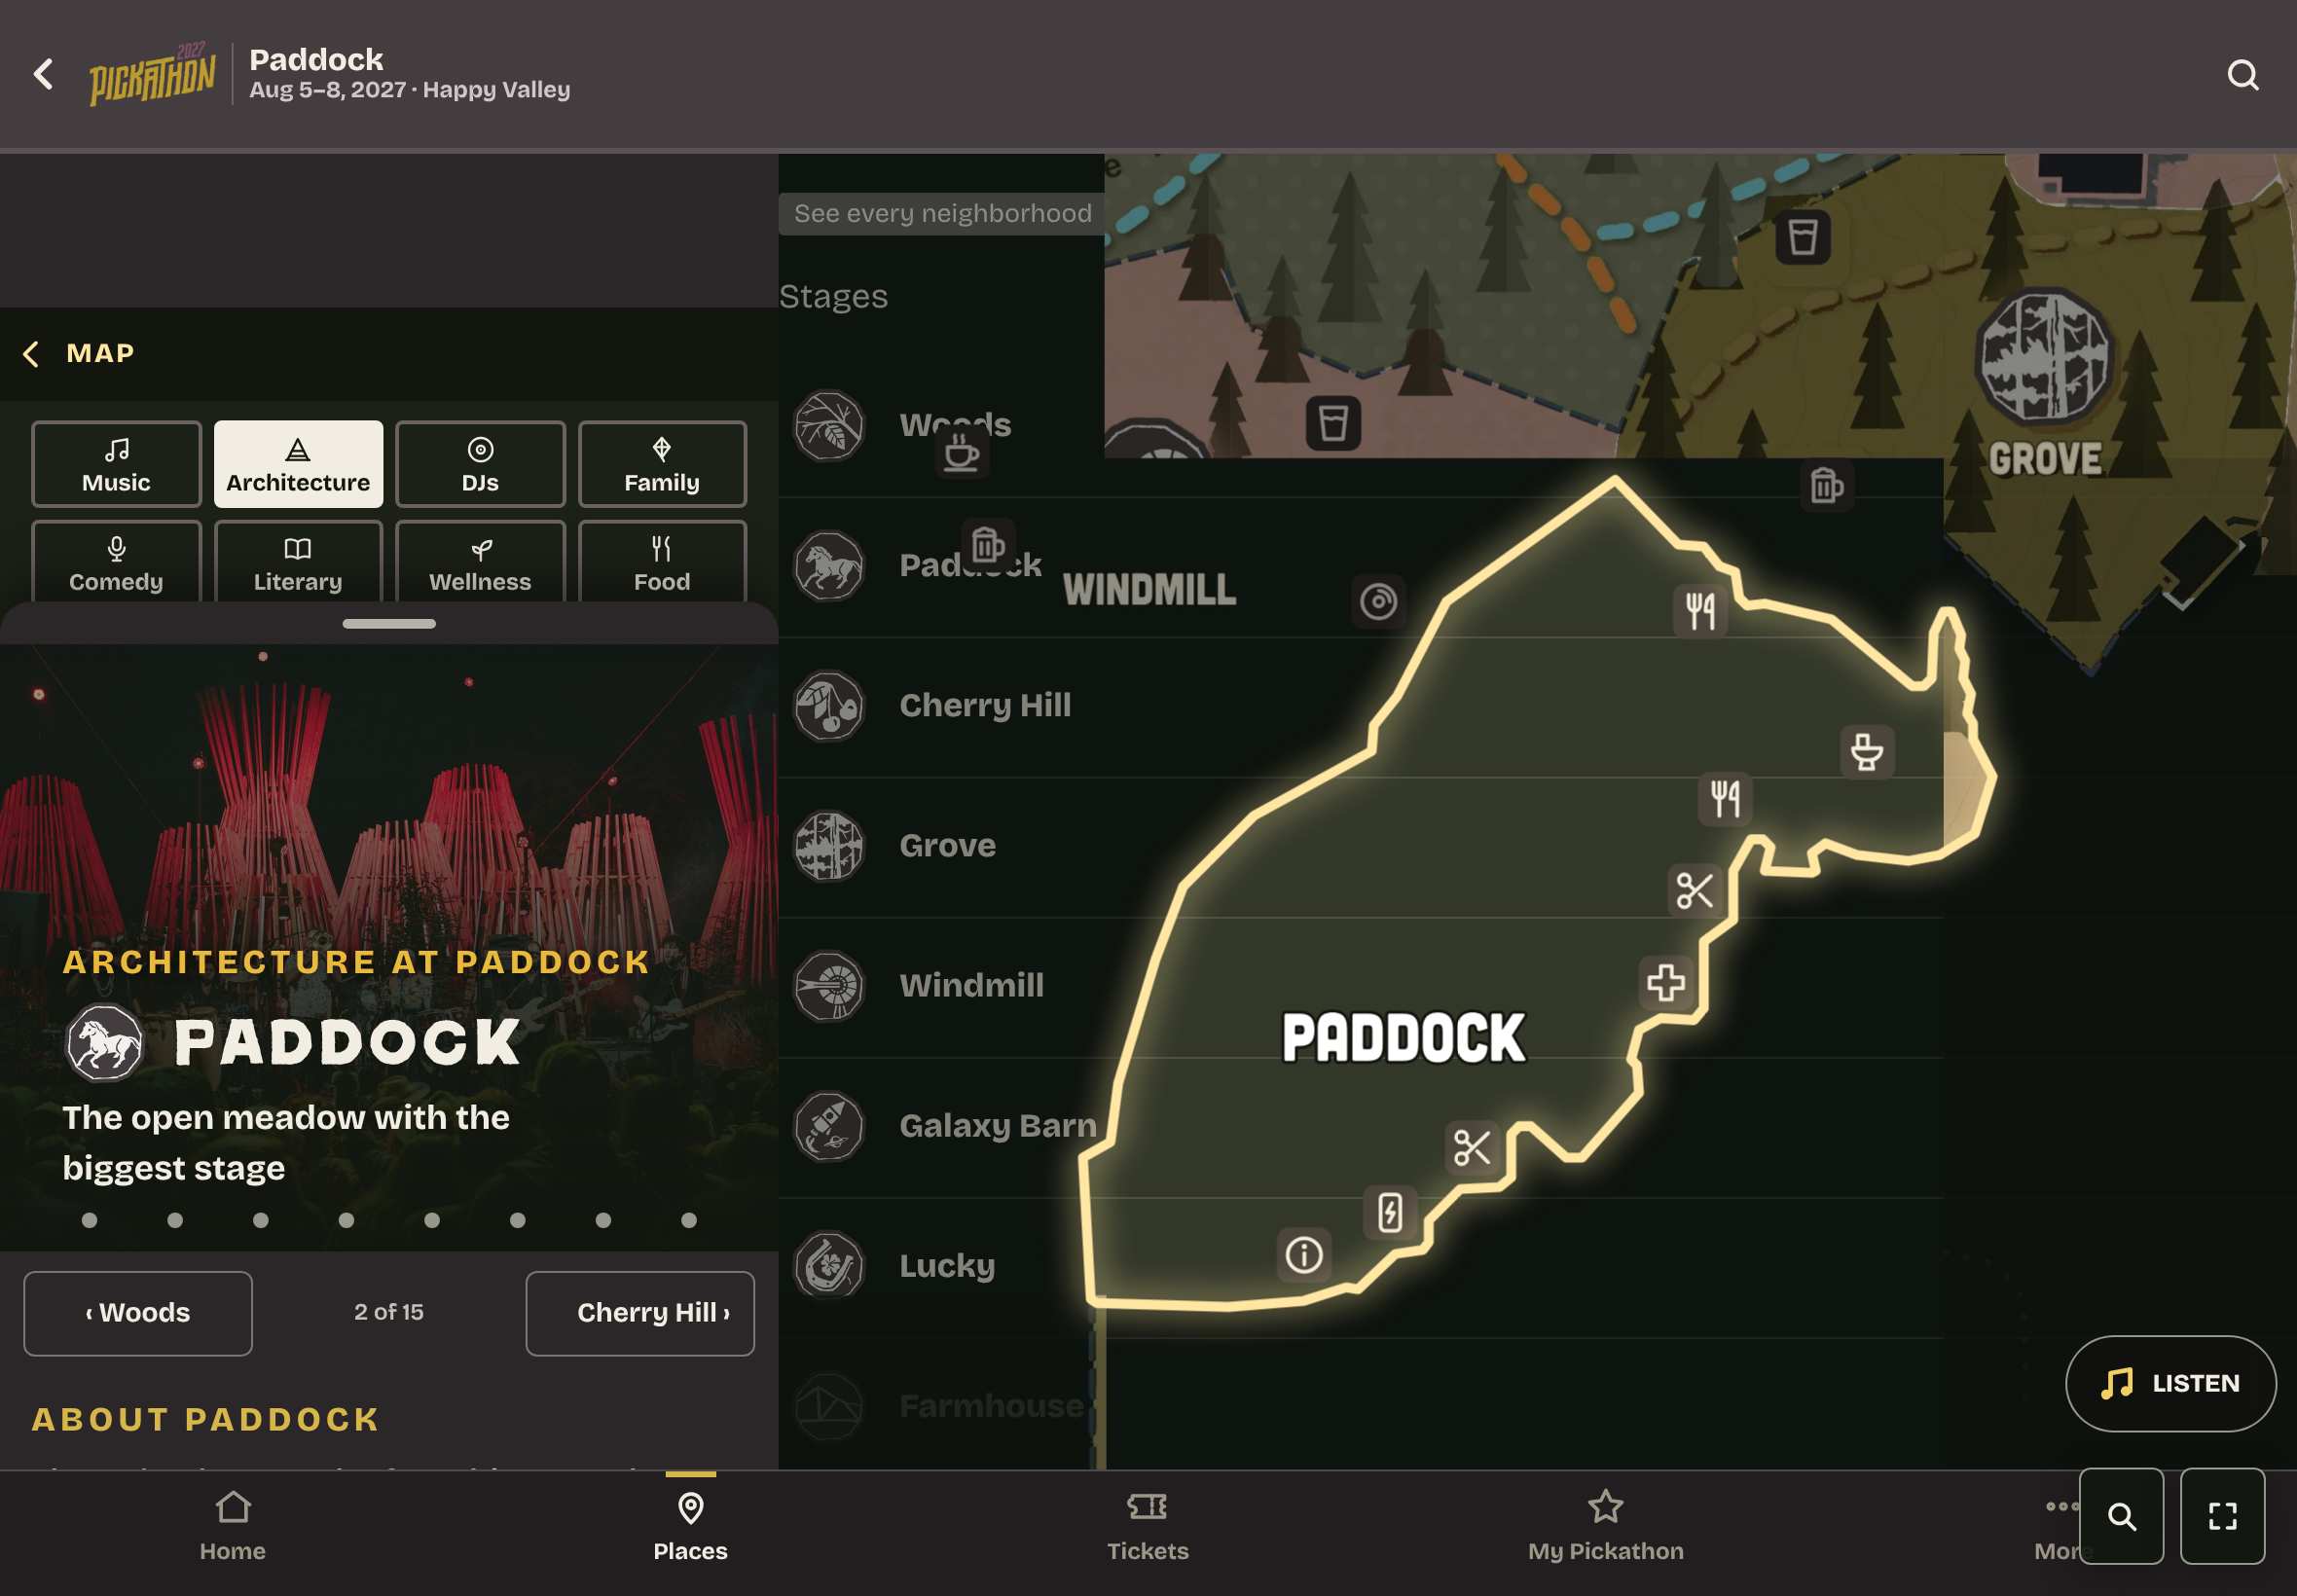 2027
PICKATHON
Paddock
Aug 5–8, 2027 · Happy Valley
MAP
Music
Architecture
DJs
Family
Comedy
Literary
Wellness
Food
ARCHITECTURE AT PADDOCK
PADDOCK
The open meadow with the
biggest stage
‹ Woods
2 of 15
Cherry Hill ›
ABOUT PADDOCK
See every neighborhood
Stages
Woods
Paddock
Cherry Hill
Grove
Windmill
Galaxy Barn
Lucky
Farmhouse
WINDMILL
GROVE
PADDOCK
LISTEN
Home
Places
Tickets
My Pickathon
More